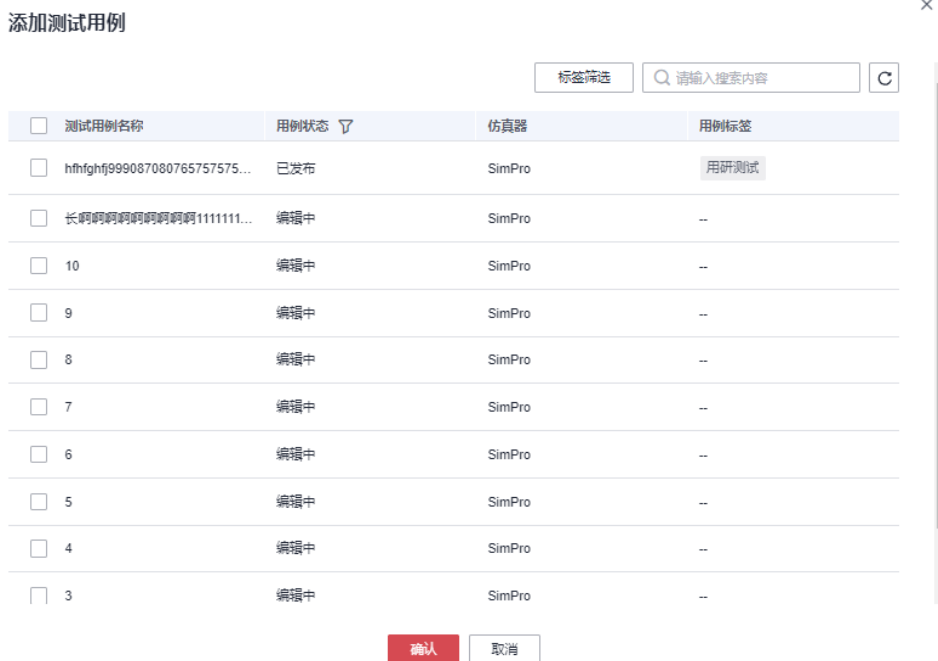 添加测试用例
标签筛选 请输入搜索内容
测试用例名称 用例状态 仿真器 用例标签
hfhfghfj999087080765757575... 已发布 SimPro 用研测试
长啊啊啊啊啊啊啊啊啊1111111... 编辑中 SimPro --
10 编辑中 SimPro --
9 编辑中 SimPro --
8 编辑中 SimPro --
7 编辑中 SimPro --
6 编辑中 SimPro --
5 编辑中 SimPro --
4 编辑中 SimPro --
3 编辑中 SimPro --
确认 取消